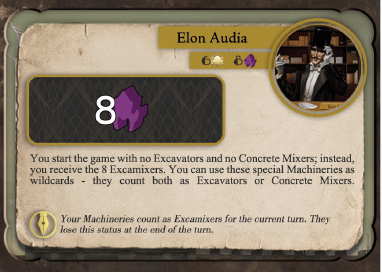 Elon Audia
6 8
8
You start the game with no Excavators and no Concrete Mixers; instead,
you receive the 8 Excamixers. You can use these special Machineries as
wildcards - they count both as Excavators or Concrete Mixers.
Your Machineries count as Excamixers for the current turn. They
lose this status at the end of the turn.